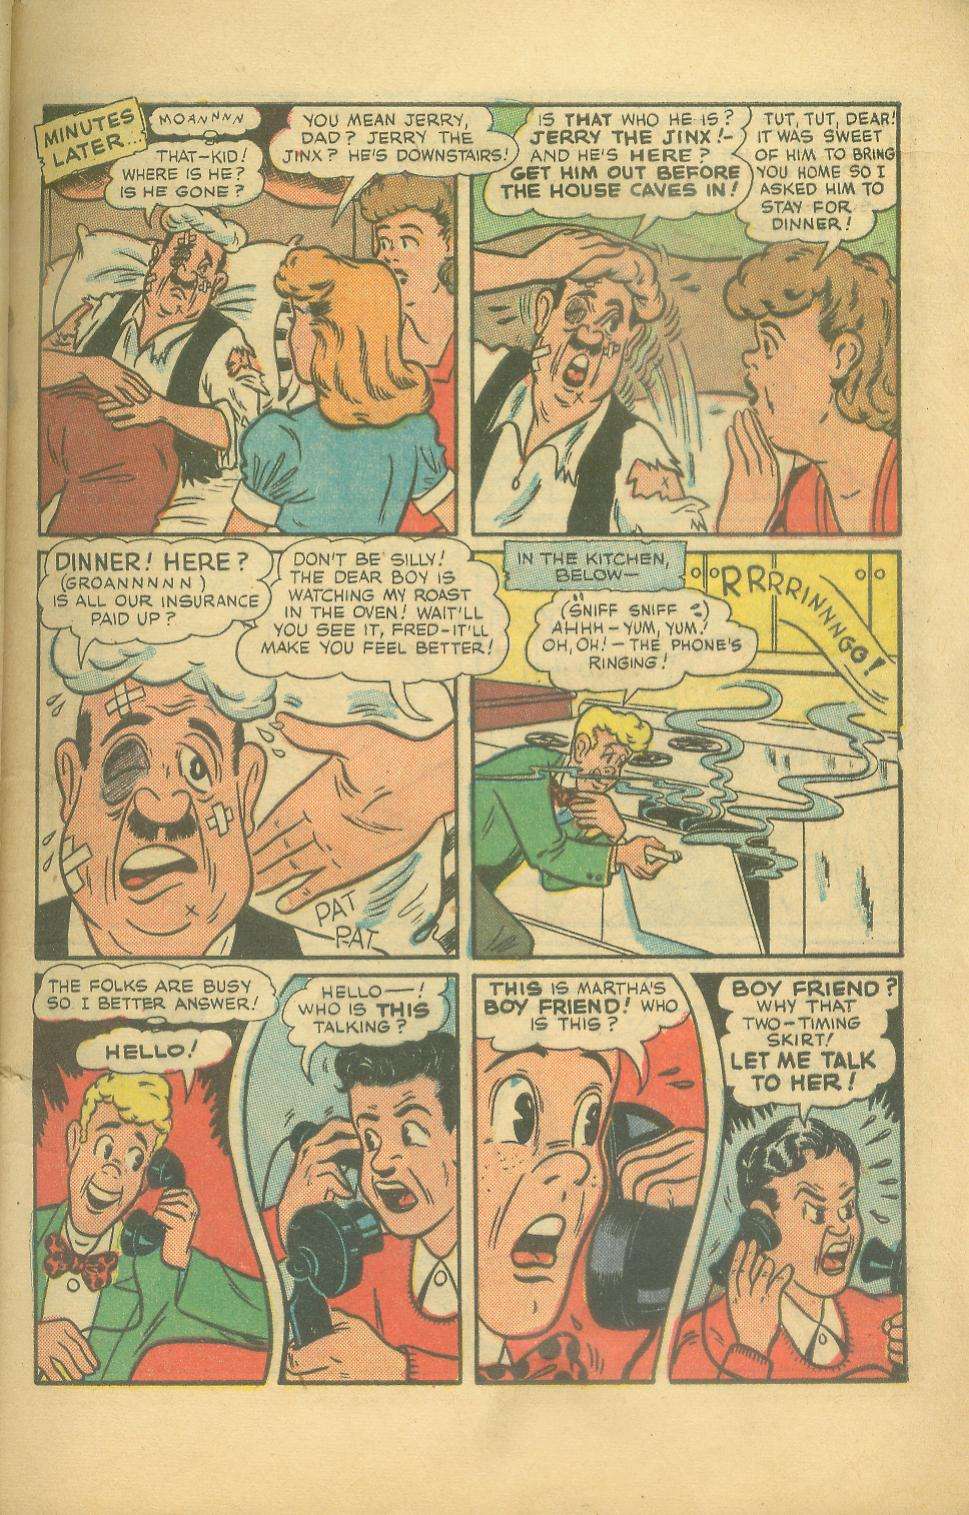 MINUTES
LATER...
MOANNNN
THAT-KID!
WHERE IS HE?
IS HE GONE?
YOU MEAN JERRY,
DAD? JERRY THE
JINX? HE'S DOWNSTAIRS!
IS THAT WHO HE IS?
JERRY THE JINX!-
AND HE'S HERE?
GET HIM OUT BEFORE
THE HOUSE CAVES IN!
TUT, TUT, DEAR!
IT WAS SWEET
OF HIM TO BRING
YOU HOME SO I
ASKED HIM TO
STAY FOR
DINNER!
DINNER! HERE?
(GROANNNNN)
IS ALL OUR INSURANCE
PAID UP?
DON'T BE SILLY!
THE DEAR BOY IS
WATCHING MY ROAST
IN THE OVEN! WAIT'LL
YOU SEE IT, FRED-IT'LL
MAKE YOU FEEL BETTER!
PAT
PAT
IN THE KITCHEN,
BELOW-
(SNIFF SNIFF)
AHHH-YUM, YUM!
OH, OH!-THE PHONE'S
RINGING!
RRRRINNNGG!
THE FOLKS ARE BUSY
SO I BETTER ANSWER!
HELLO!
HELLO-!
WHO IS THIS
TALKING?
THIS IS MARTHA'S
BOY FRIEND! WHO
IS THIS?
BOY FRIEND?
WHY THAT
TWO-TIMING
SKIRT!
LET ME TALK
TO HER!